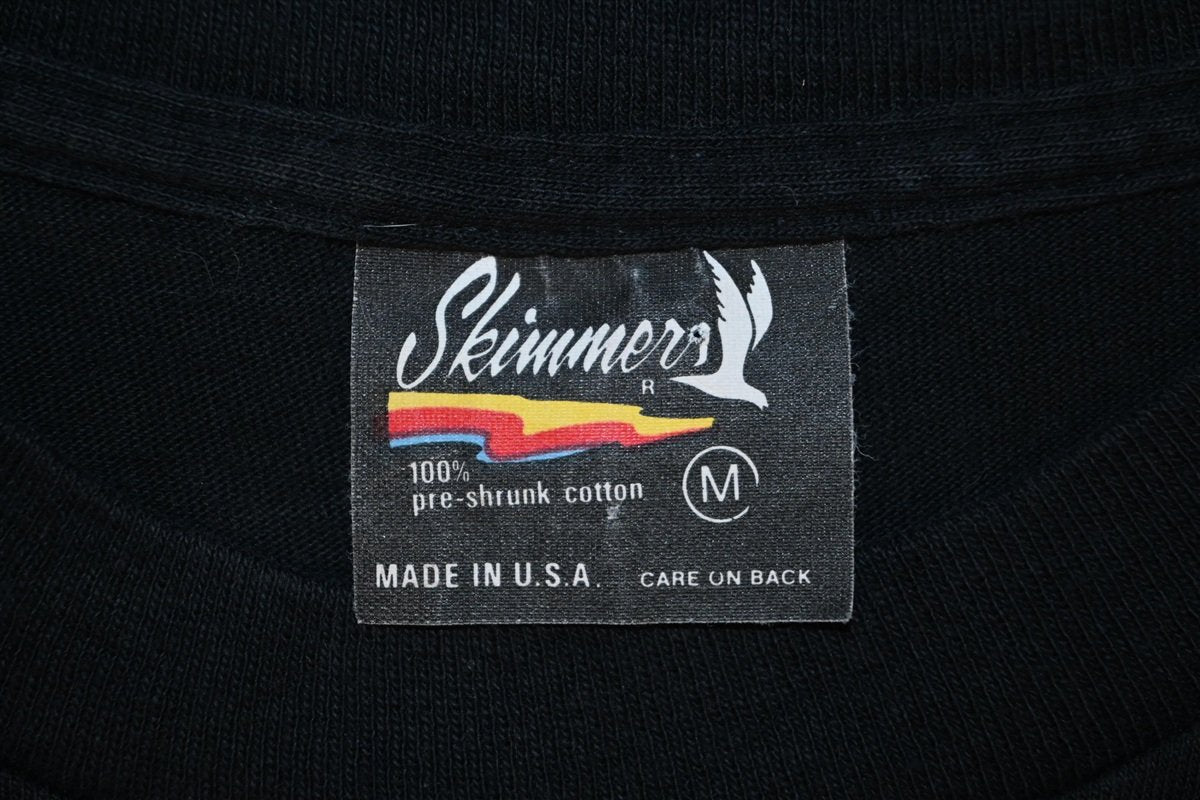 Skimmers
R
100%
pre-shrunk cotton
M
MADE IN U.S.A.
CARE ON BACK